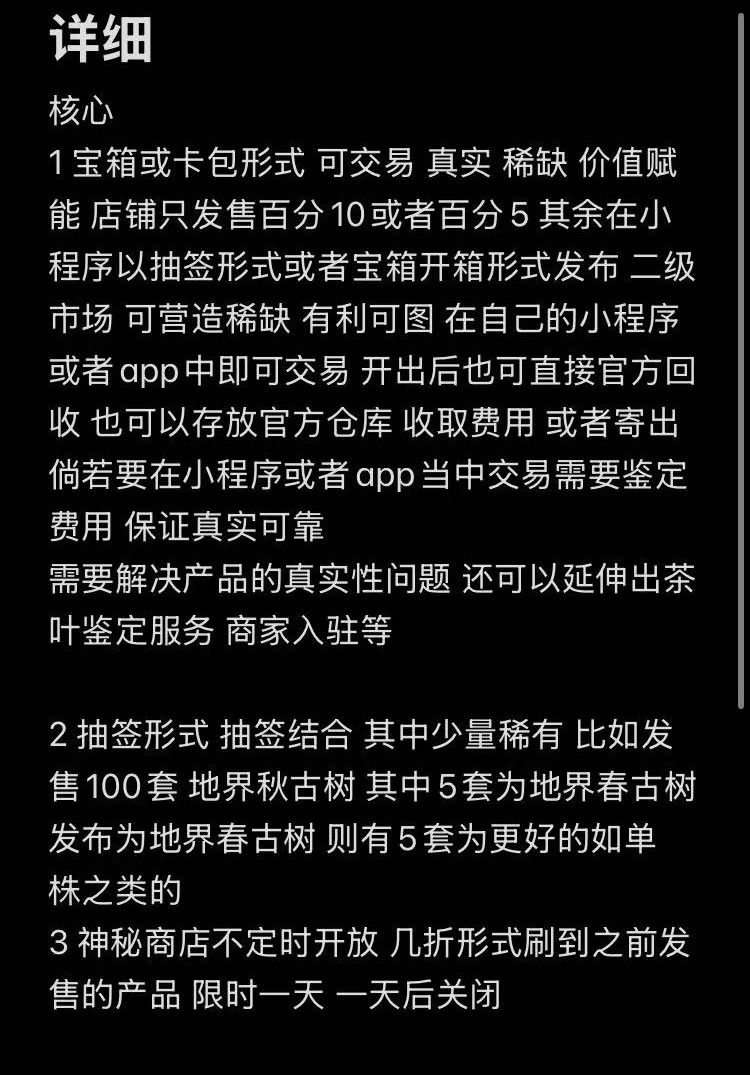 详细
核心
1 宝箱或卡包形式 可交易 真实 稀缺 价值赋
能 店铺只发售百分10或者百分5 其余在小
程序以抽签形式或者宝箱开箱形式发布 二级
市场 可营造稀缺 有利可图 在自己的小程序
或者app中即可交易 开出后也可直接官方回
收 也可以存放官方仓库 收取费用 或者寄出
倘若要在小程序或者app当中交易需要鉴定
费用 保证真实可靠
需要解决产品的真实性问题 还可以延伸出茶
叶鉴定服务 商家入驻等
2 抽签形式 抽签结合 其中少量稀有 比如发
售100套 地界秋古树 其中5套为地界春古树
发布为地界春古树 则有5套为更好的如单
株之类的
3 神秘商店不定时开放 几折形式刷到之前发
售的产品 限时一天 一天后关闭